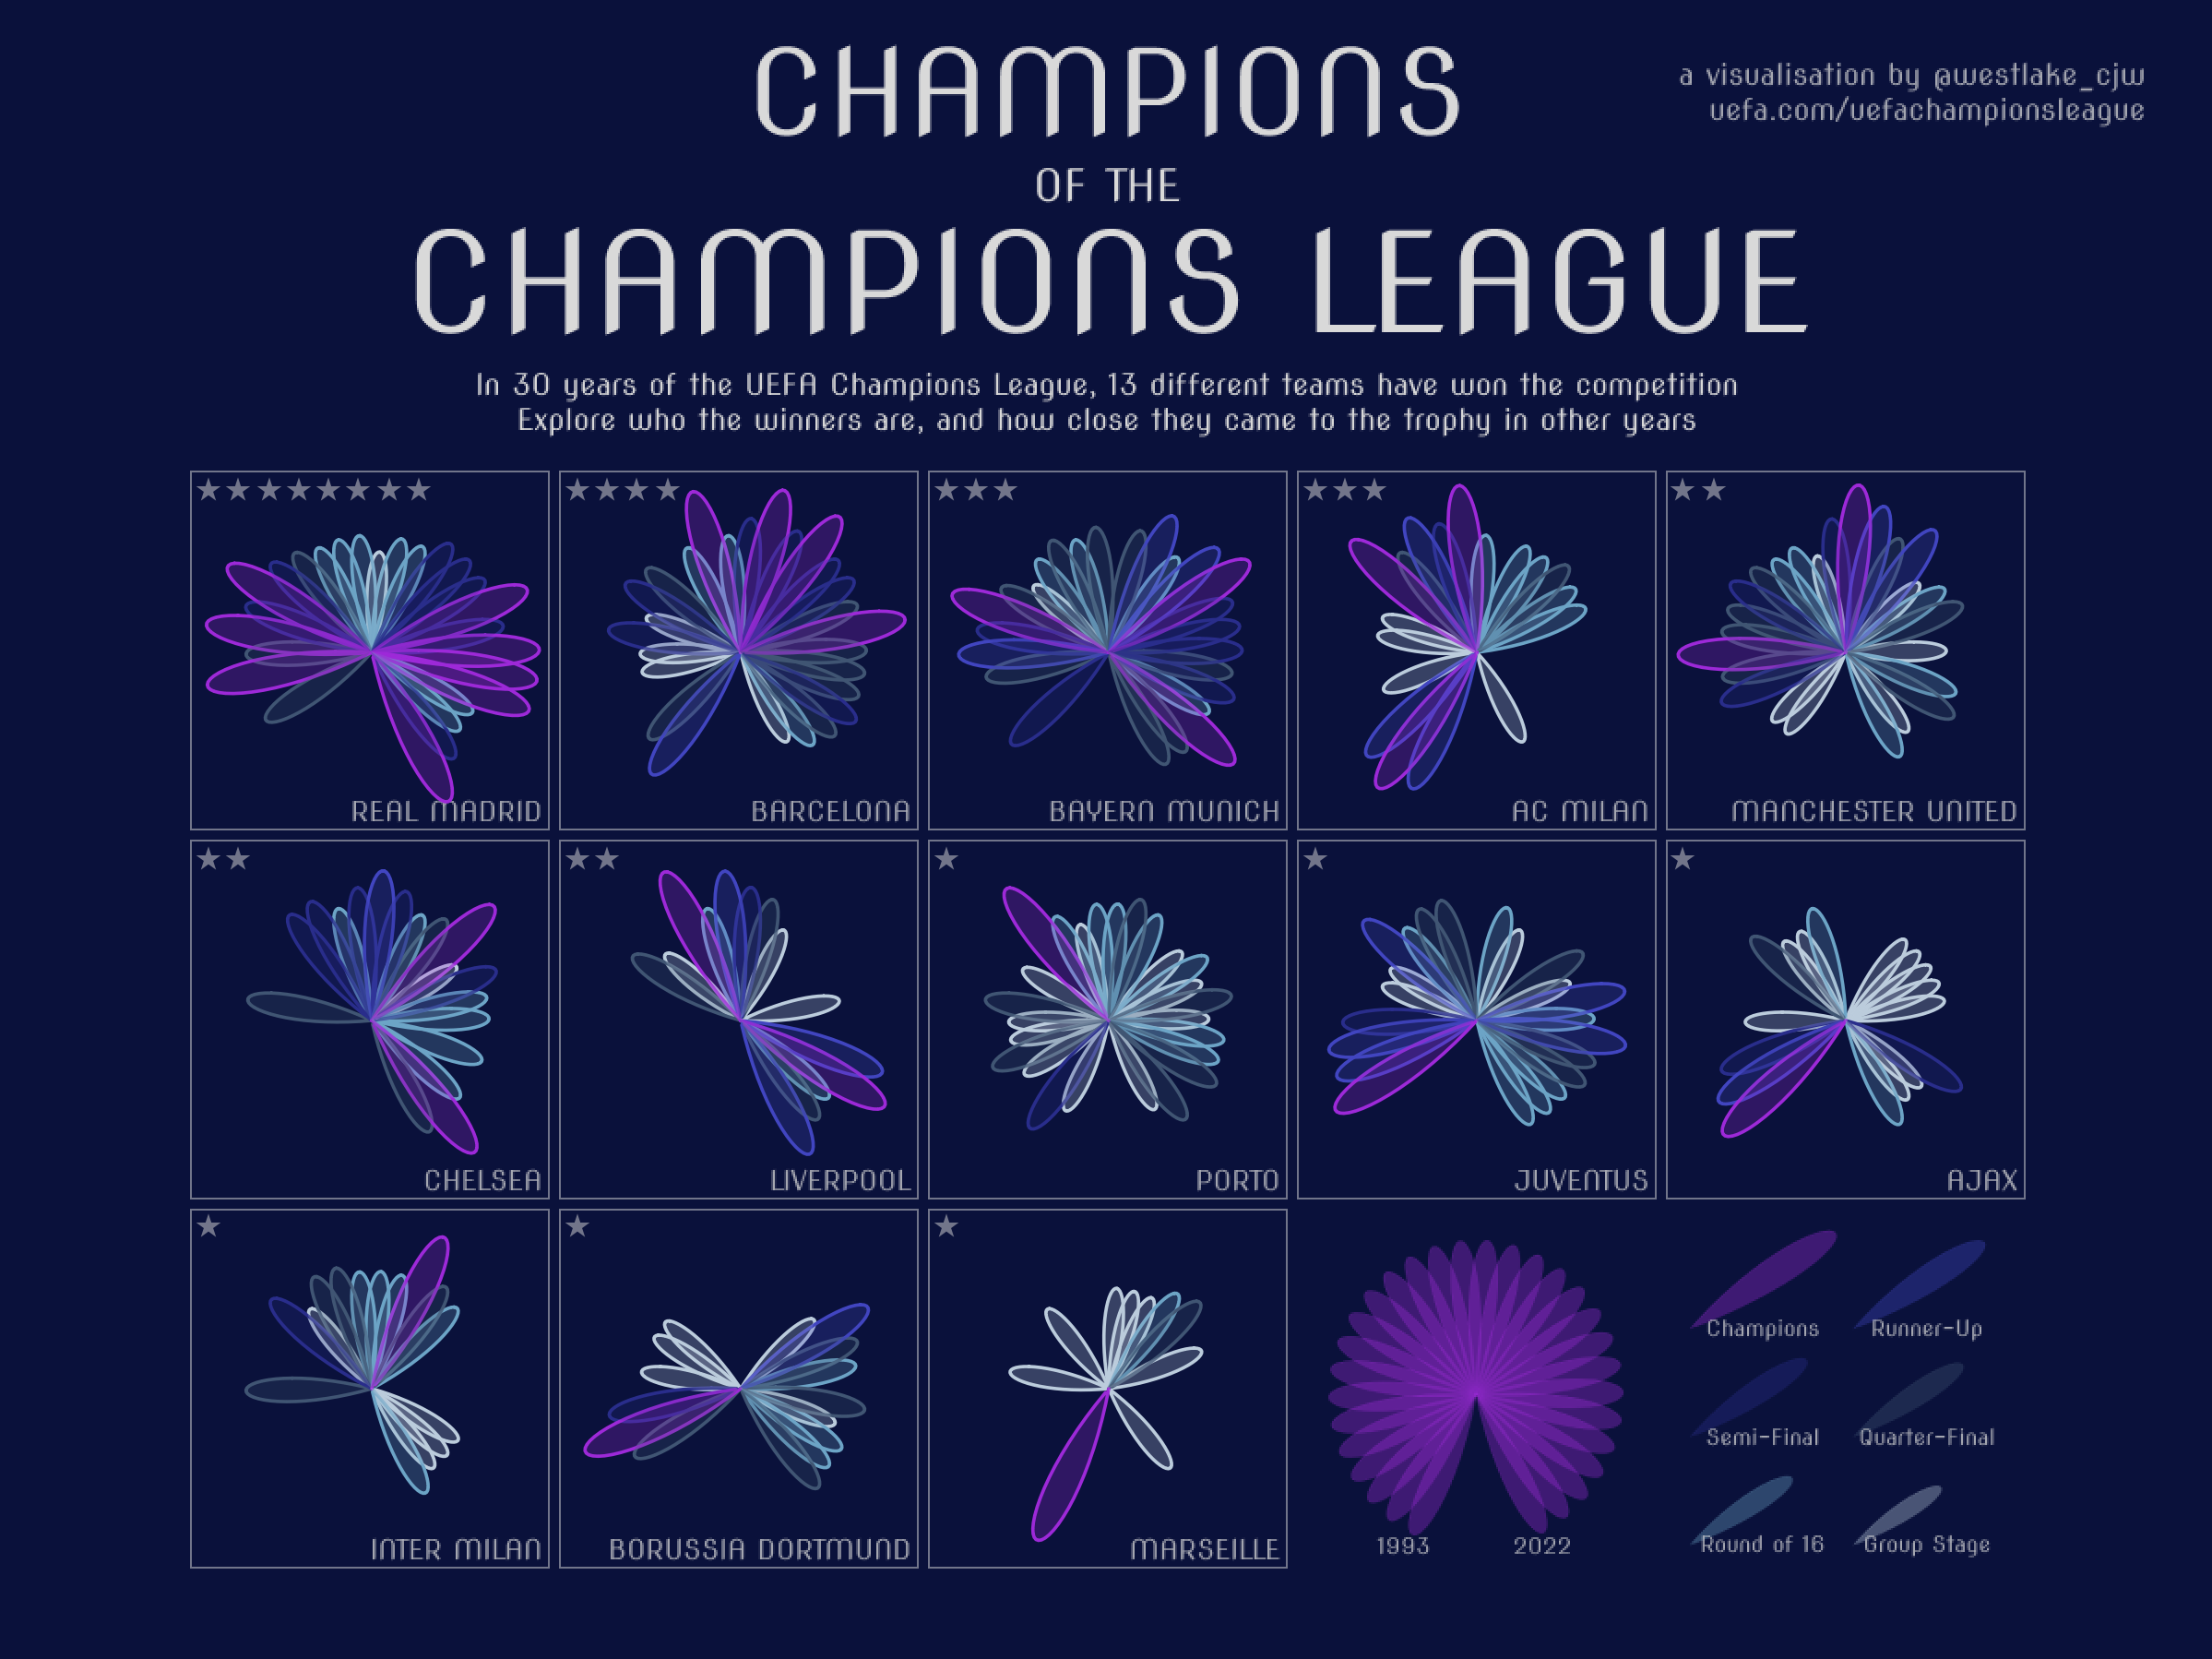 CHAMPIONS
OF THE
CHAMPIONS LEAGUE
a visualisation by @westlake_cjw
uefa.com/uefachampionsleague
In 30 years of the UEFA Champions League, 13 different teams have won the competition
Explore who the winners are, and how close they came to the trophy in other years
REAL MADRID
BARCELONA
BAYERN MUNICH
AC MILAN
MANCHESTER UNITED
CHELSEA
LIVERPOOL
PORTO
JUVENTUS
AJAX
INTER MILAN
BORUSSIA DORTMUND
MARSEILLE
1993
2022
Champions
Runner-Up
Semi-Final
Quarter-Final
Round of 16
Group Stage